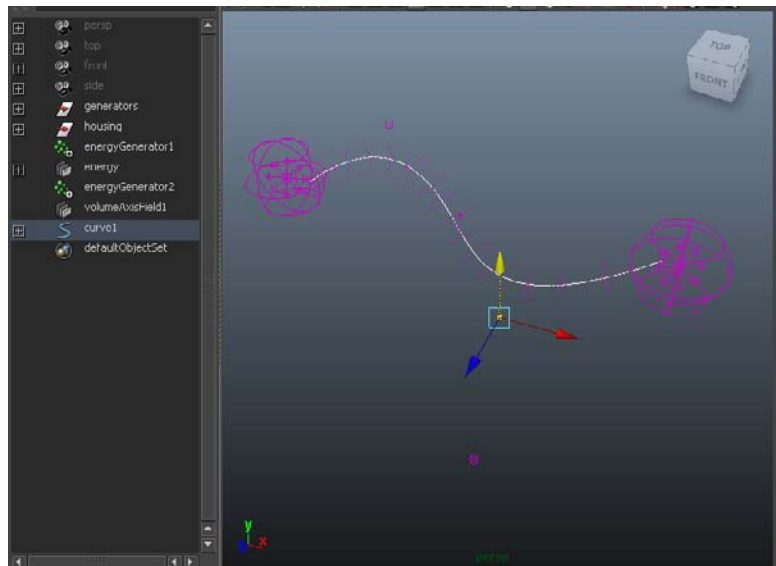 persp
top
front
side
generators
housing
energyGenerator1
energy
energyGenerator2
volumeAxisField1
curve1
defaultObjectSet
TOP
FRONT
y
x
persp